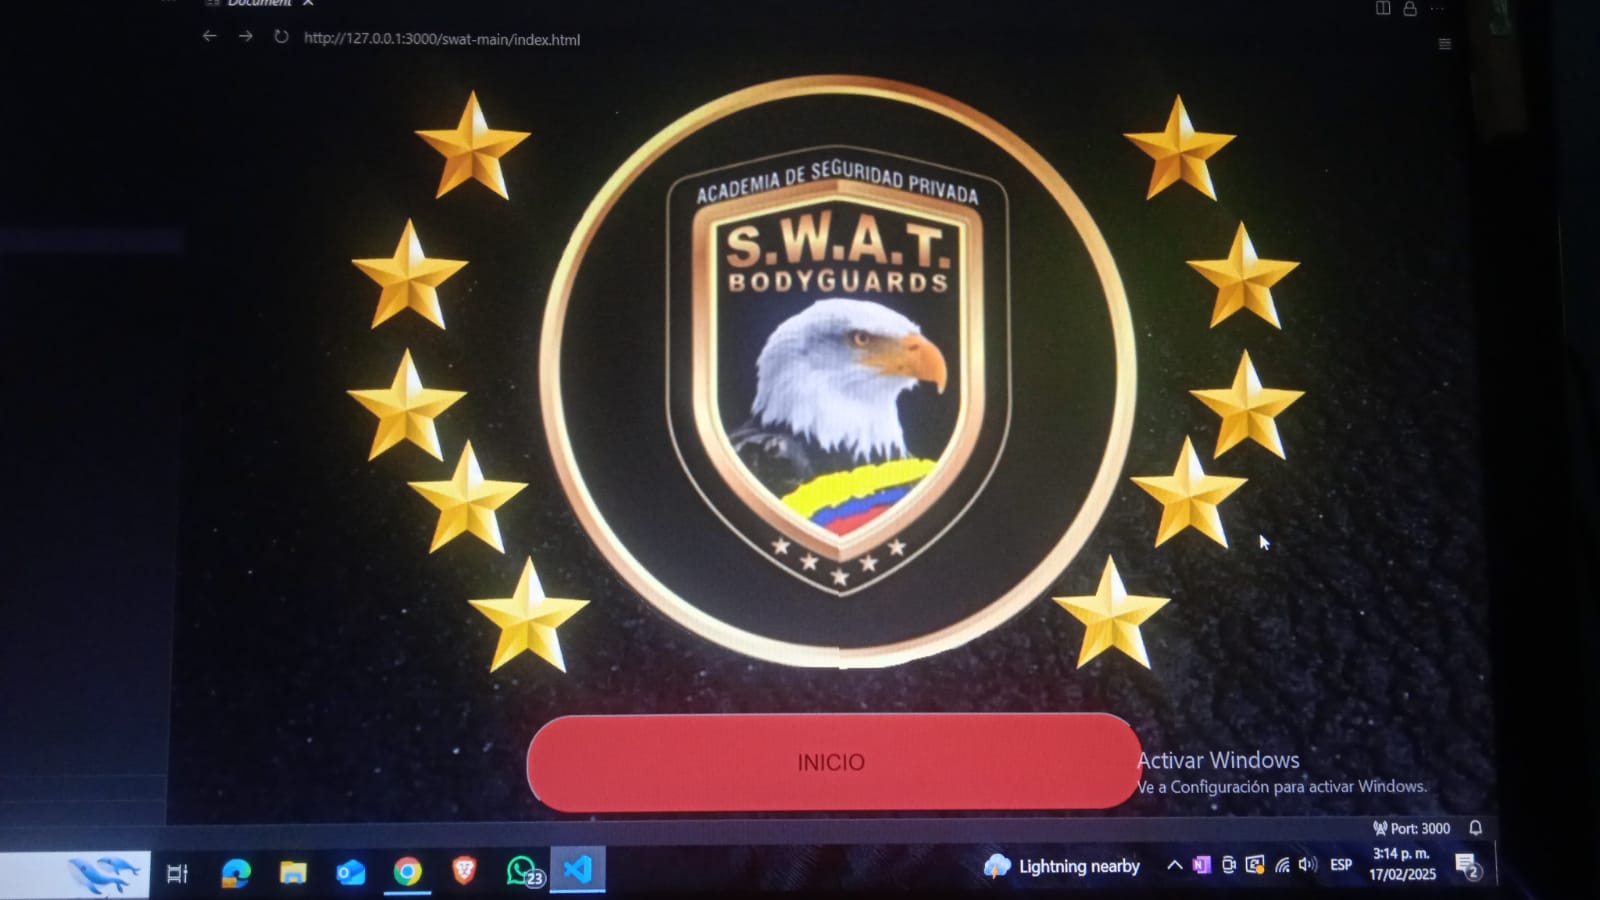 Document
http://127.0.0.1:3000/swat-main/index.html
ACADEMIA DE SEGURIDAD PRIVADA
S.W.A.T.
BODYGUARDS
INICIO
Activar Windows
Ve a Configuración para activar Windows.
Port: 3000
23
Lightning nearby
N
ESP
3:14 p. m.
17/02/2025
2